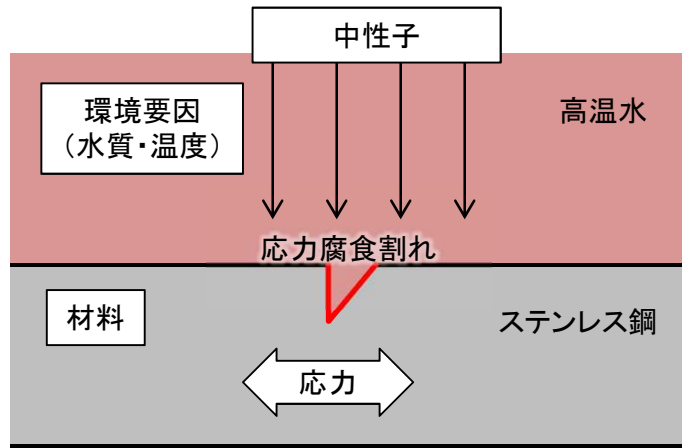 中性子
環境要因
（水質・温度）
高温水
応力腐食割れ
材料
ステンレス鋼
応力